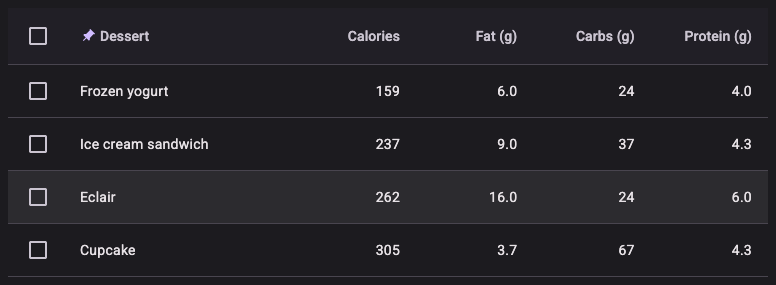 Dessert Calories Fat (g) Carbs (g) Protein (g)
Frozen yogurt 159 6.0 24 4.0
Ice cream sandwich 237 9.0 37 4.3
Eclair 262 16.0 24 6.0
Cupcake 305 3.7 67 4.3